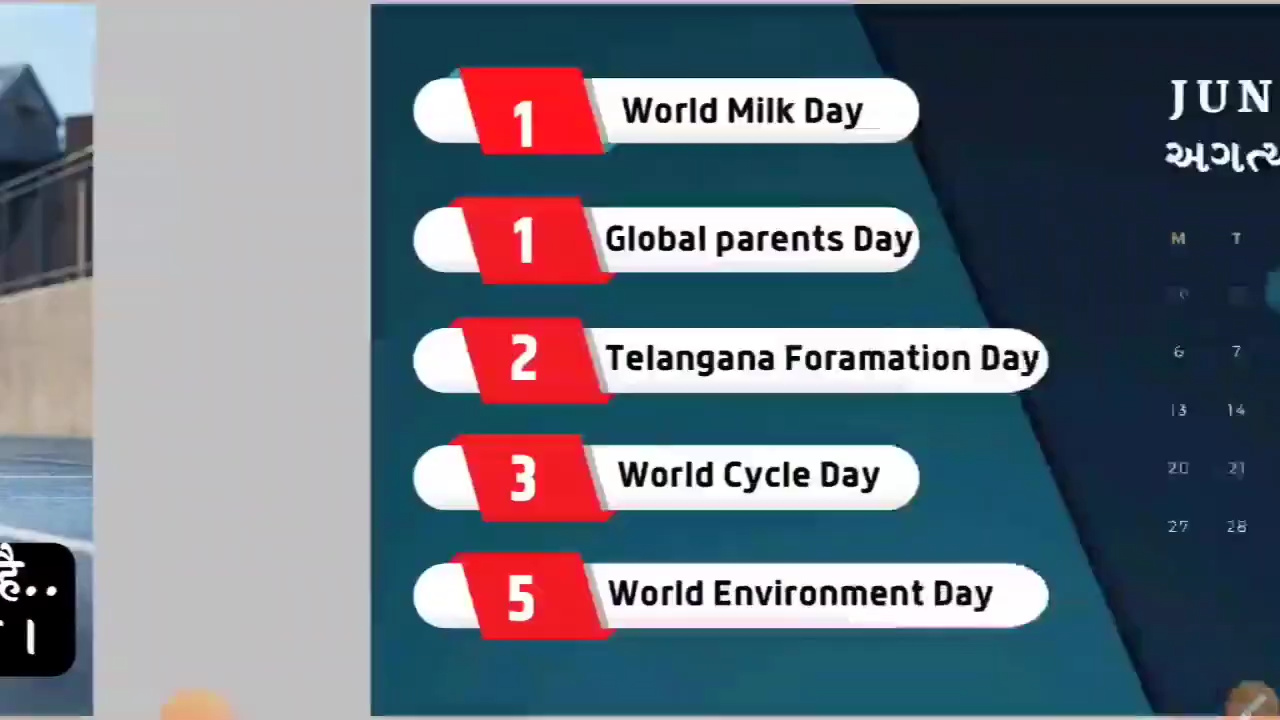 1 World Milk Day
1 Global parents Day
2 Telangana Foramation Day
3 World Cycle Day
5 World Environment Day
JUN
અગત્ય
M T
6 7
13 14
20 21
27 28
है..
।